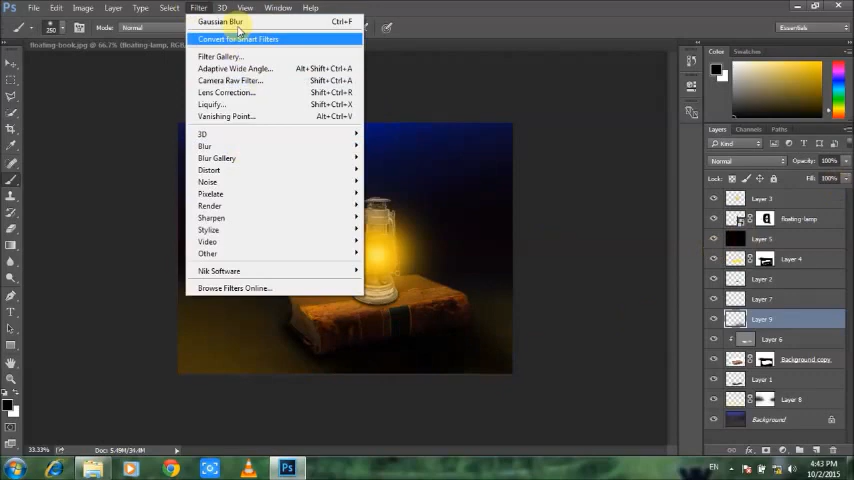 Ps File Edit Image Layer Type Select Filter 3D View Window Help
250 Mode: Normal Essentials
floating-book.jpg @ 66.7% (floating-lamp, RGB
Gaussian Blur Ctrl+F
Convert for Smart Filters
Filter Gallery...
Adaptive Wide Angle... Alt+Shift+Ctrl+A
Camera Raw Filter... Shift+Ctrl+A
Lens Correction... Shift+Ctrl+R
Liquify... Shift+Ctrl+X
Vanishing Point... Alt+Ctrl+V
3D
Blur
Blur Gallery
Distort
Noise
Pixelate
Render
Sharpen
Stylize
Video
Other
Nik Software
Browse Filters Online...
Color Swatches
Layers Channels Paths
Kind
Normal Opacity: 100%
Lock: Fill: 100%
Layer 3
floating-lamp
Layer 5
Layer 4
Layer 2
Layer 7
Layer 9
Layer 6
Background copy
Layer 1
Layer 8
Background
33.33% Doc: 5.49M/34.4M
EN 4:43 PM
10/2/2015